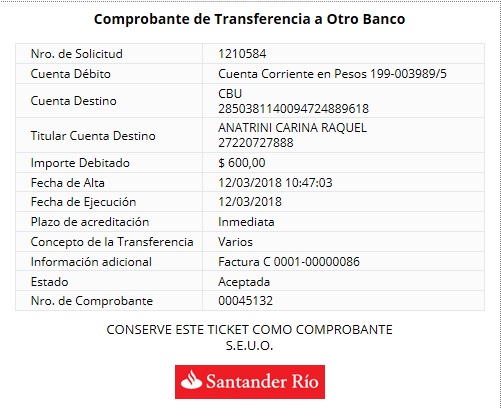 Comprobante de Transferencia a Otro Banco
Nro. de Solicitud 1210584
Cuenta Débito Cuenta Corriente en Pesos 199-003989/5
Cuenta Destino CBU
2850381140094724889618
Titular Cuenta Destino ANATRINI CARINA RAQUEL
27220727888
Importe Debitado $ 600,00
Fecha de Alta 12/03/2018 10:47:03
Fecha de Ejecución 12/03/2018
Plazo de acreditación Inmediata
Concepto de la Transferencia Varios
Información adicional Factura C 0001-00000086
Estado Aceptada
Nro. de Comprobante 00045132
CONSERVE ESTE TICKET COMO COMPROBANTE
S.E.U.O.
Santander Río